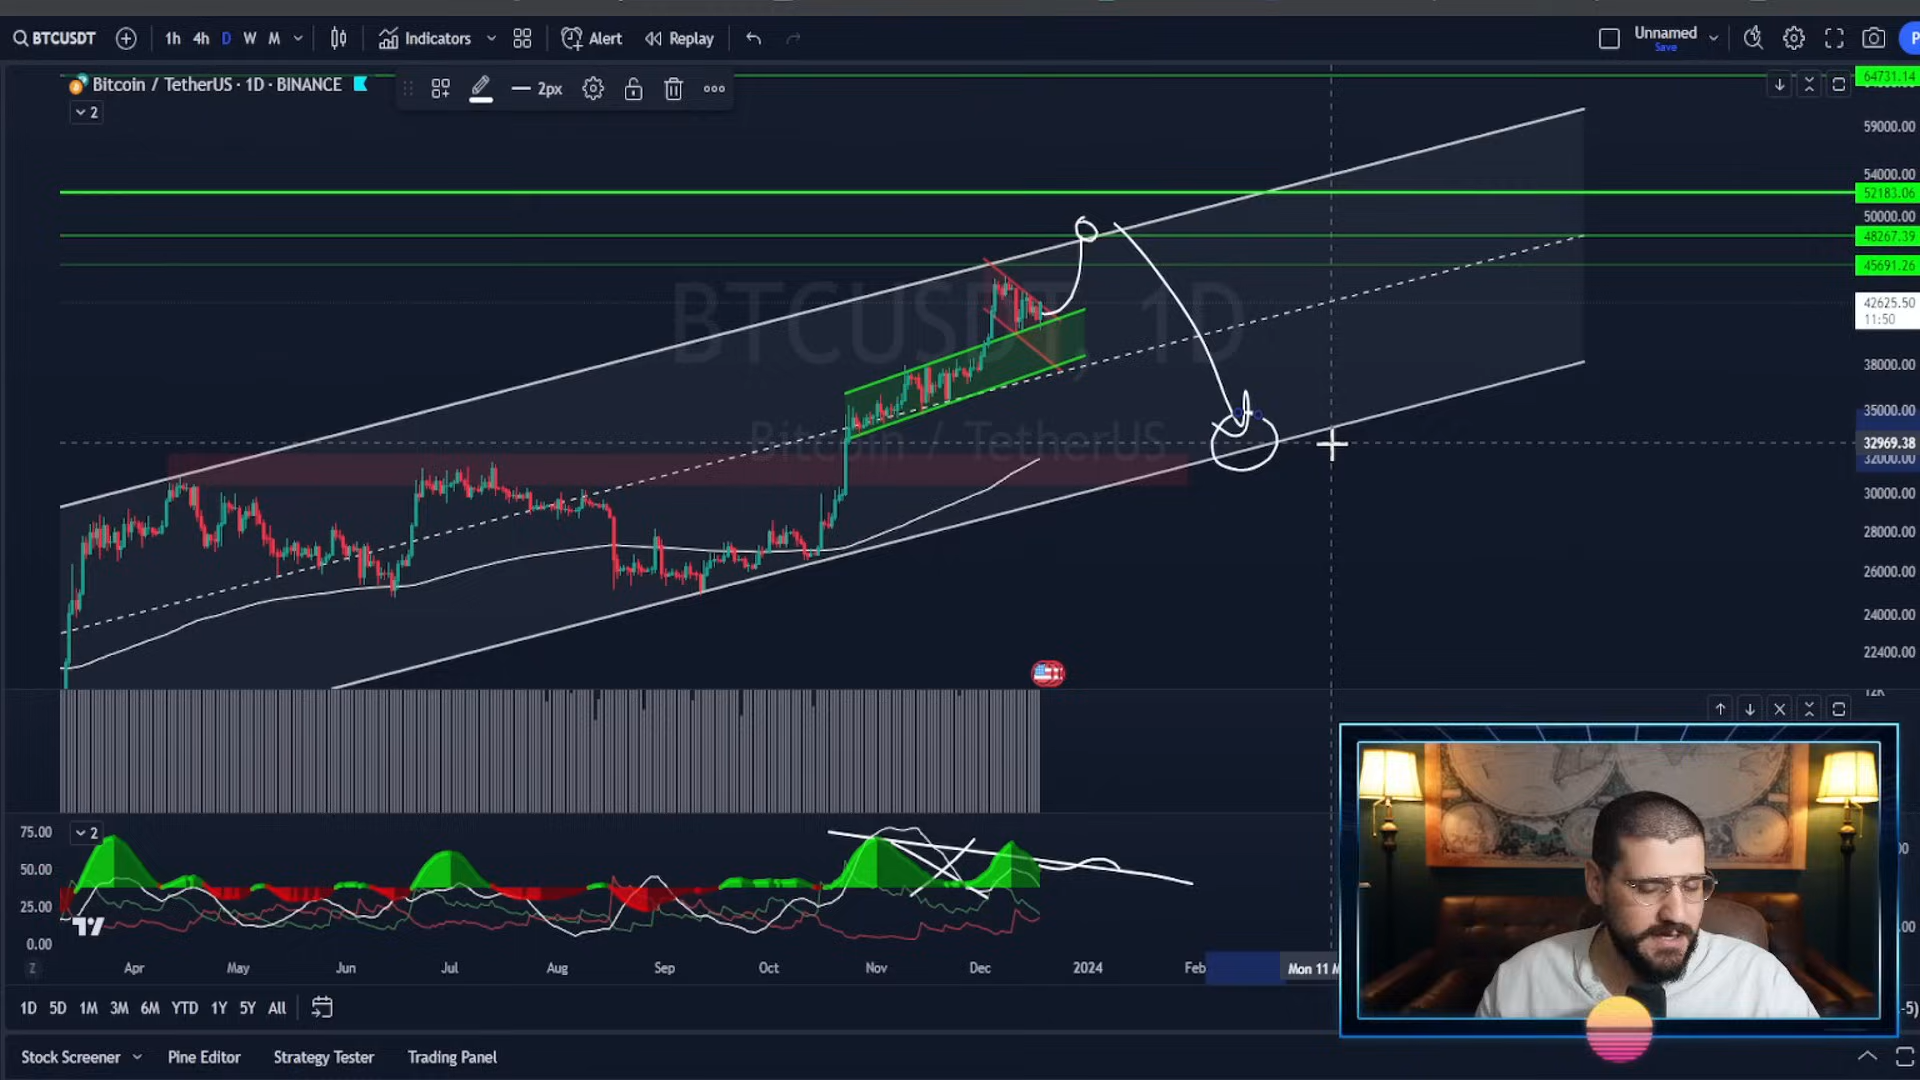 BTCUSDT 1h 4h D W M Indicators Alert Replay Unnamed
Save
Bitcoin / TetherUS · 1D · BINANCE
2px
2
64731.14
59000.00
54000.00
52183.06
50000.00
48267.39
45691.26
42625.50
11:50
38000.00
35000.00
32969.38
32000.00
30000.00
28000.00
26000.00
24000.00
22400.00
BTCUSDT, 1D
Bitcoin / TetherUS
12K
75.00
2
50.00
25.00
0.00
Z Apr May Jun Jul Aug Sep Oct Nov Dec 2024 Feb Mon 11 M
1D 5D 1M 3M 6M YTD 1Y 5Y All
Stock Screener Pine Editor Strategy Tester Trading Panel